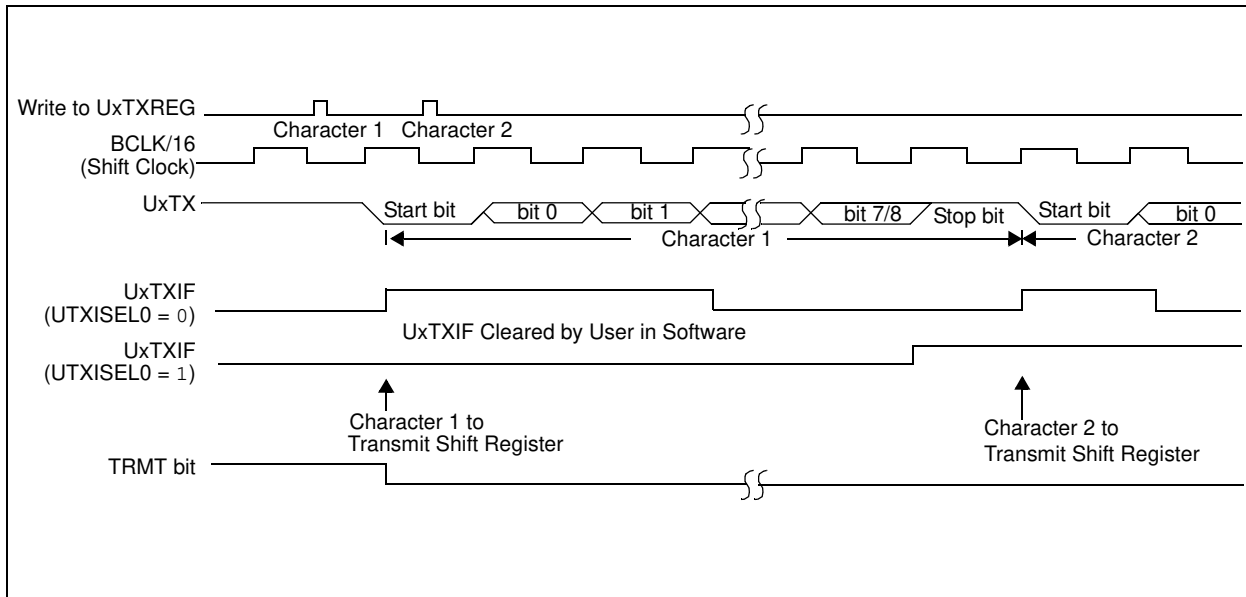 Write to UxTXREG
Character 1 Character 2
BCLK/16
(Shift Clock)
UxTX
Start bit bit 0 bit 1 bit 7/8 Stop bit Start bit bit 0
Character 1 Character 2
UxTXIF
(UTXISEL0 = 0)
UxTXIF Cleared by User in Software
UxTXIF
(UTXISEL0 = 1)
Character 1 to
Transmit Shift Register
Character 2 to
Transmit Shift Register
TRMT bit